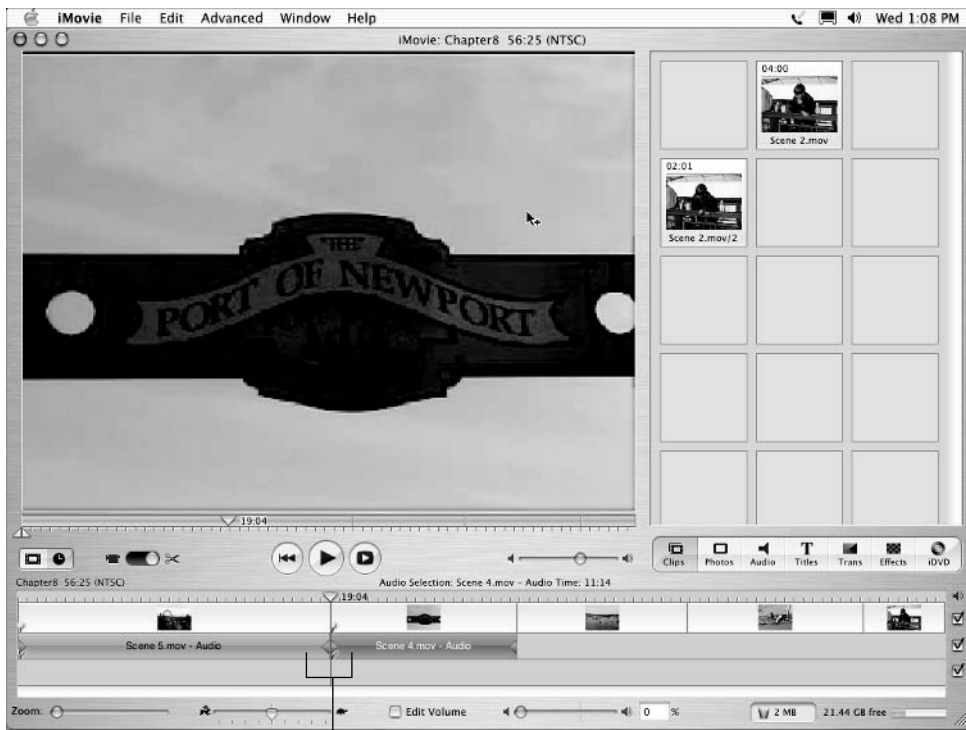 iMovie File Edit Advanced Window Help Wed 1:08 PM
iMovie: Chapter8 56:25 (NTSC)
THE
PORT OF NEWPORT
04:00
Scene 2.mov
02:01
Scene 2.mov/2
19:04
Clips Photos Audio Titles Trans Effects iDVD
Chapter8 56:25 (NTSC) Audio Selection: Scene 4.mov - Audio Time: 11:14
19:04
Scene 5.mov - Audio Scene 4.mov - Audio
Zoom: Edit Volume 0 % 2 MB 21.44 GB free